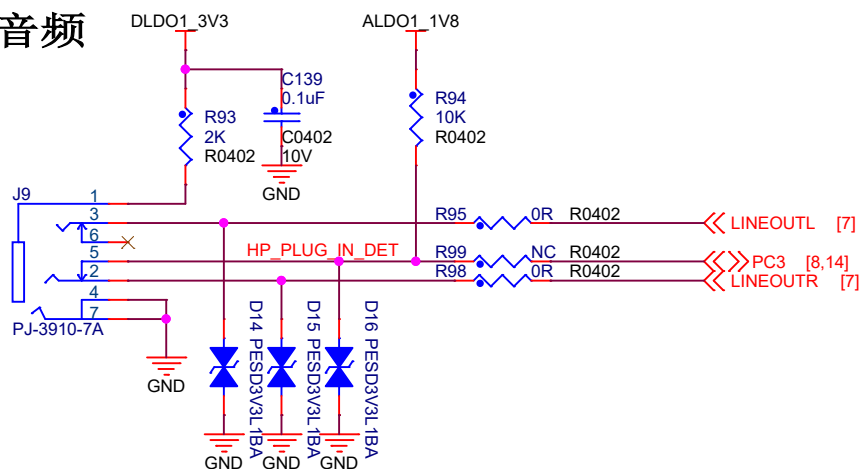 音频
DLDO1_3V3
ALDO1_1V8
C139
0.1uF
C0402
10V
R93
2K
R0402
R94
10K
R0402
GND
J9
1
3
6
5
2
4
7
PJ-3910-7A
R95 0R R0402
LINEOUTL [7]
HP_PLUG_IN_DET
R99 NC R0402
PC3 [8,14]
R98 0R R0402
LINEOUTR [7]
GND
D14 PESD3V3L1BA
D15 PESD3V3L1BA
D16 PESD3V3L1BA
GND
GND
GND